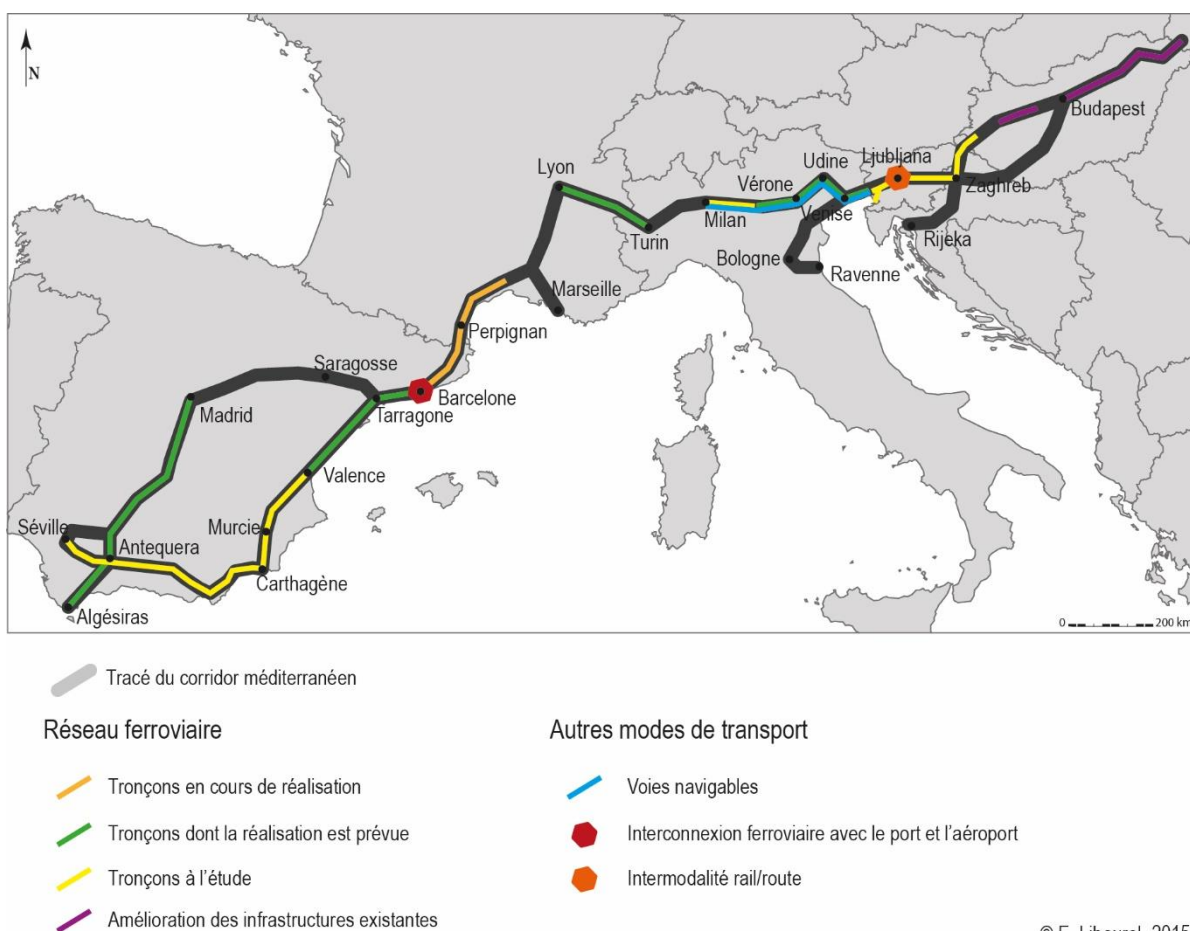 N
Budapest
Lyon
Udine
Ljubljana
Vérone
Zaghreb
Milan
Venise
Turin
Rijeka
Bologne
Ravenne
Marseille
Perpignan
Saragosse
Barcelone
Madrid
Tarragone
Valence
Séville
Murcie
Antequera
Carthagène
Algésiras
0 200 km
Tracé du corridor méditerranéen
Réseau ferroviaire
Tronçons en cours de réalisation
Tronçons dont la réalisation est prévue
Tronçons à l'étude
Amélioration des infrastructures existantes
Autres modes de transport
Voies navigables
Interconnexion ferroviaire avec le port et l'aéroport
Intermodalité rail/route